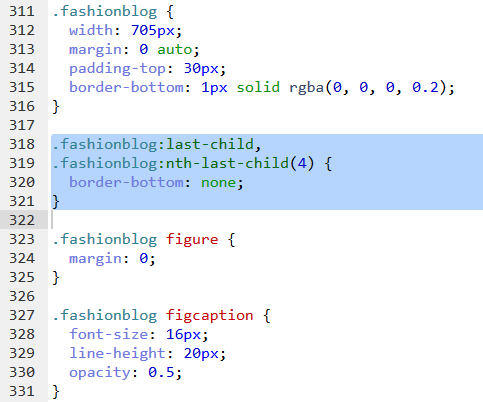 311 .fashionblog {
312   width: 705px;
313   margin: 0 auto;
314   padding-top: 30px;
315   border-bottom: 1px solid rgba(0, 0, 0, 0.2);
316 }
317
318 .fashionblog:last-child,
319 .fashionblog:nth-last-child(4) {
320   border-bottom: none;
321 }
322
323 .fashionblog figure {
324   margin: 0;
325 }
326
327 .fashionblog figcaption {
328   font-size: 16px;
329   line-height: 20px;
330   opacity: 0.5;
331 }